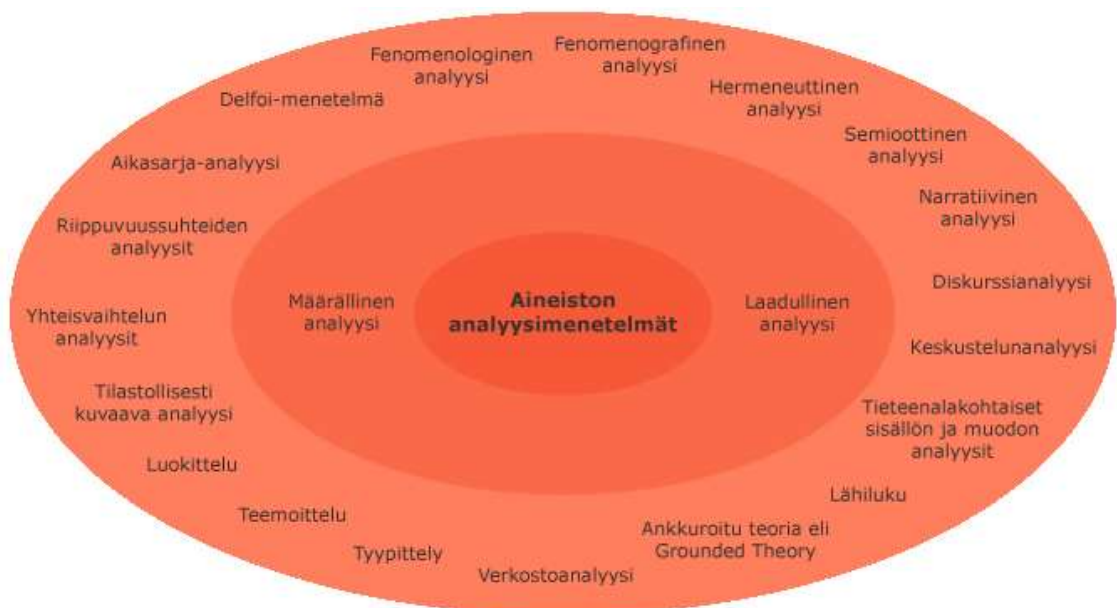 Fenomenologinen
analyysi
Fenomenografinen
analyysi
Hermeneuttinen
analyysi
Semioottinen
analyysi
Narratiivinen
analyysi
Diskurssianalyysi
Keskustelunanalyysi
Tieteenalakohtaiset
sisällön ja muodon
analyysit
Lähiluku
Ankkuroitu teoria eli
Grounded Theory
Verkostoanalyysi
Tyypittely
Teemoittelu
Luokittelu
Tilastollisesti
kuvaava analyysi
Yhteisvaihtelun
analyysit
Riippuvuussuhteiden
analyysit
Aikasarja-analyysi
Delfoi-menetelmä
Määrällinen
analyysi
Aineiston
analyysimenetelmät
Laadullinen
analyysi